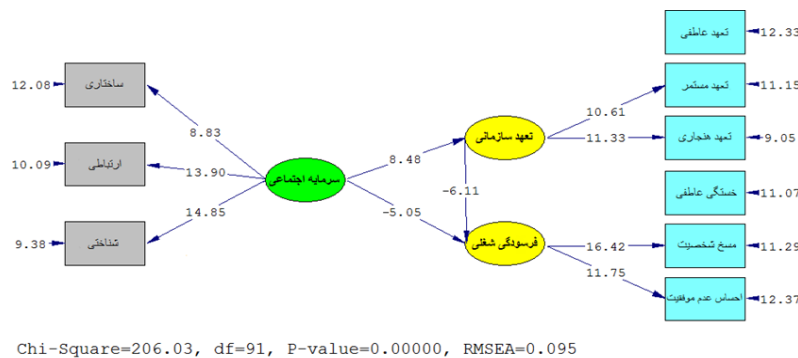 12.08
ساختاری
10.09
ارتباطی
9.38
شناختی
8.83
13.90
14.85
سرمایه اجتماعی
8.48
-5.05
تعهد سازمانی
-6.11
فرسودگی شغلی
10.61
11.33
16.42
11.75
تعهد عاطفی
12.33
تعهد مستمر
11.15
تعهد هنجاری
9.05
خستگی عاطفی
11.07
مسخ شخصیت
11.29
احساس عدم موفقیت
12.37
Chi-Square=206.03, df=91, P-value=0.00000, RMSEA=0.095